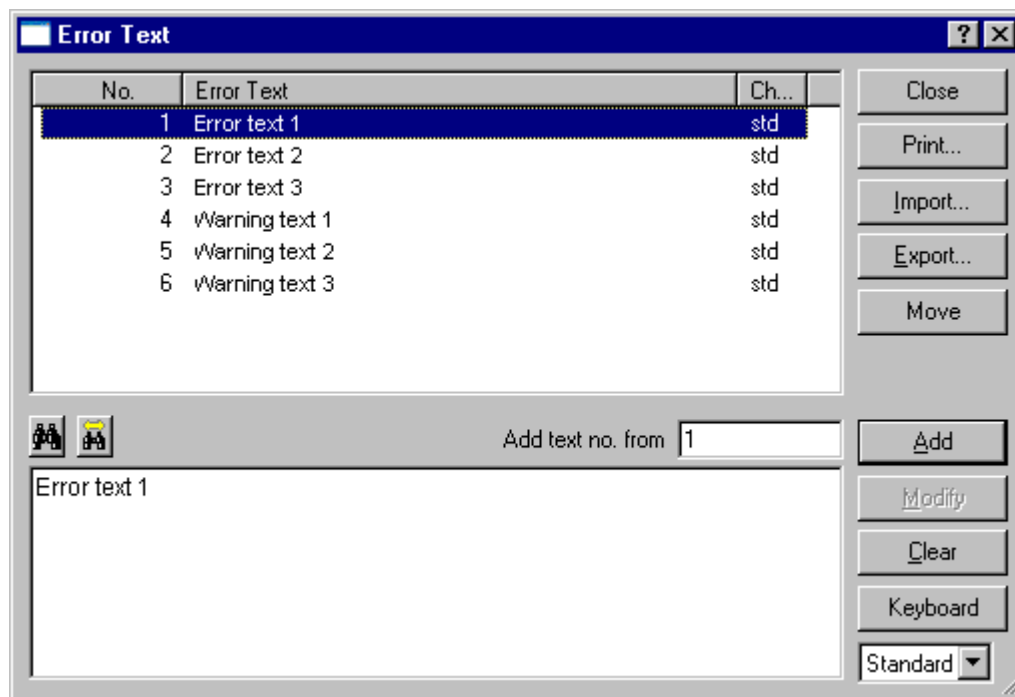 Error Text
No. Error Text Ch...
1 Error text 1 std
2 Error text 2 std
3 Error text 3 std
4 Warning text 1 std
5 Warning text 2 std
6 Warning text 3 std
Close
Print...
Import...
Export...
Move
Add text no. from 1
Error text 1
Add
Modify
Clear
Keyboard
Standard